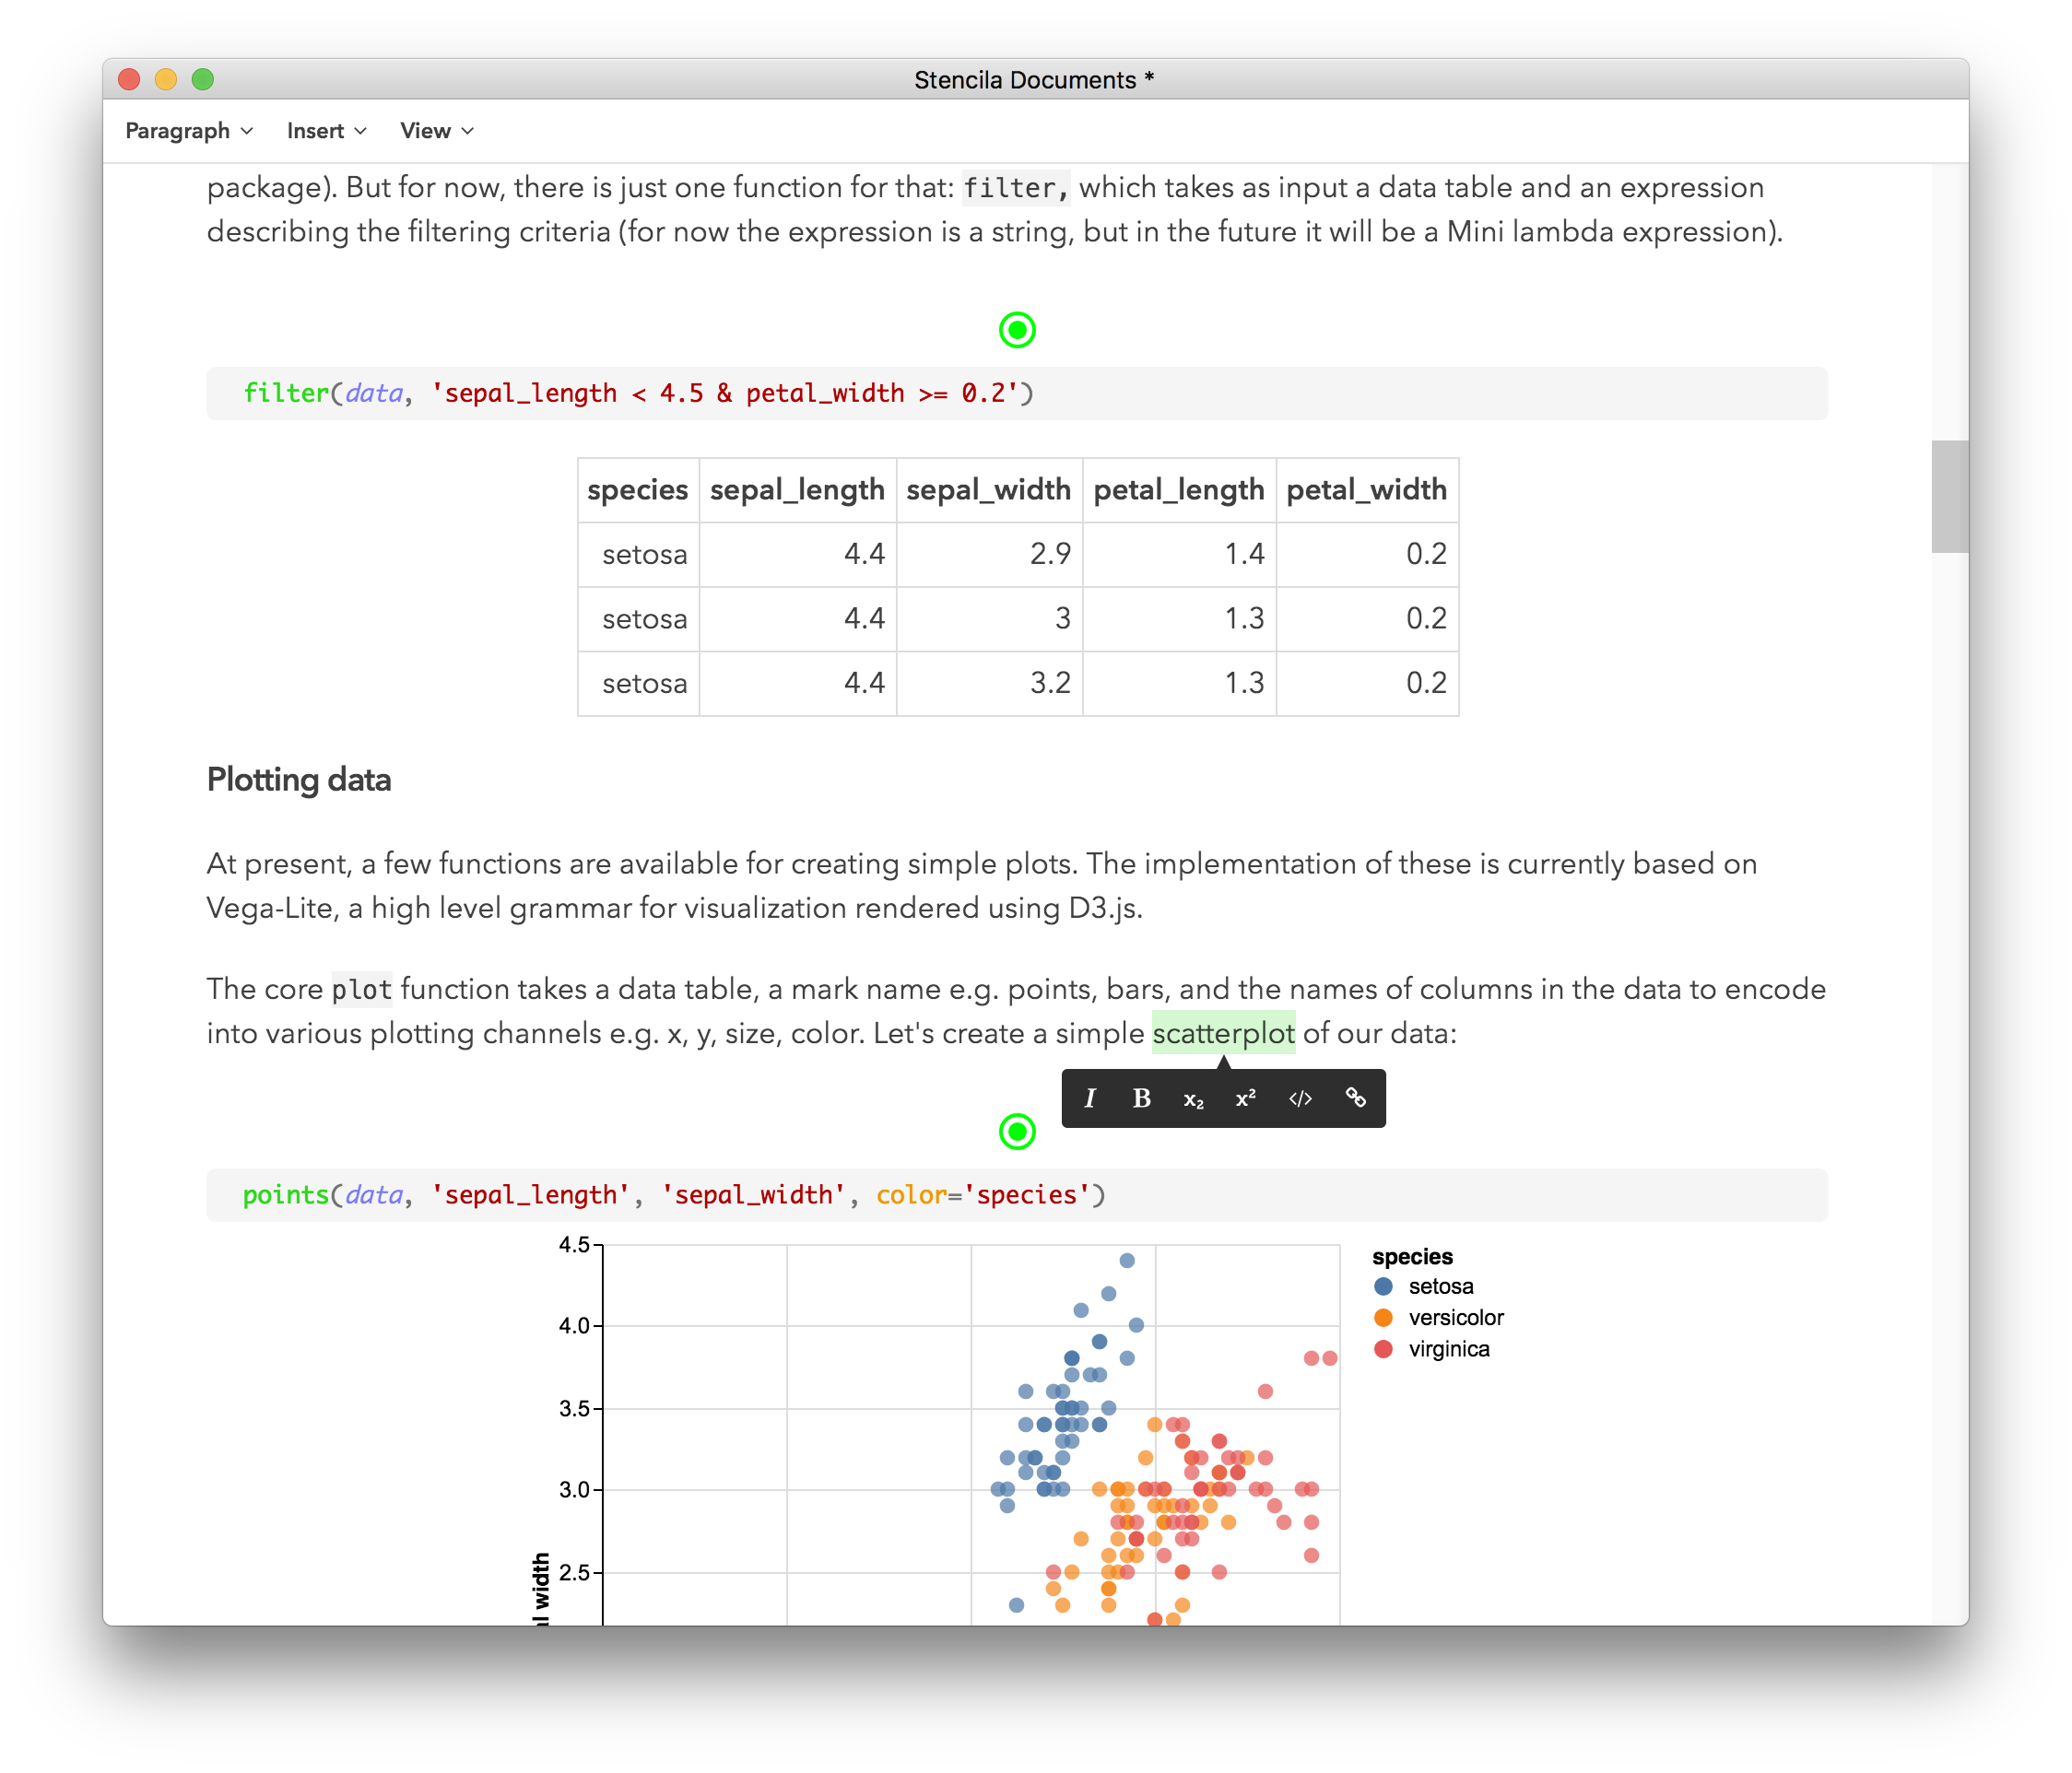 Stencila Documents *
Paragraph Insert View
package). But for now, there is just one function for that: filter, which takes as input a data table and an expression
describing the filtering criteria (for now the expression is a string, but in the future it will be a Mini lambda expression).
filter(data, 'sepal_length < 4.5 & petal_width >= 0.2')
species sepal_length sepal_width petal_length petal_width
setosa 4.4 2.9 1.4 0.2
setosa 4.4 3 1.3 0.2
setosa 4.4 3.2 1.3 0.2
Plotting data
At present, a few functions are available for creating simple plots. The implementation of these is currently based on
Vega-Lite, a high level grammar for visualization rendered using D3.js.
The core plot function takes a data table, a mark name e.g. points, bars, and the names of columns in the data to encode
into various plotting channels e.g. x, y, size, color. Let's create a simple scatterplot of our data:
I B x₂ x² </>
points(data, 'sepal_length', 'sepal_width', color='species')
4.5
4.0
3.5
3.0
2.5
width
species
setosa
versicolor
virginica